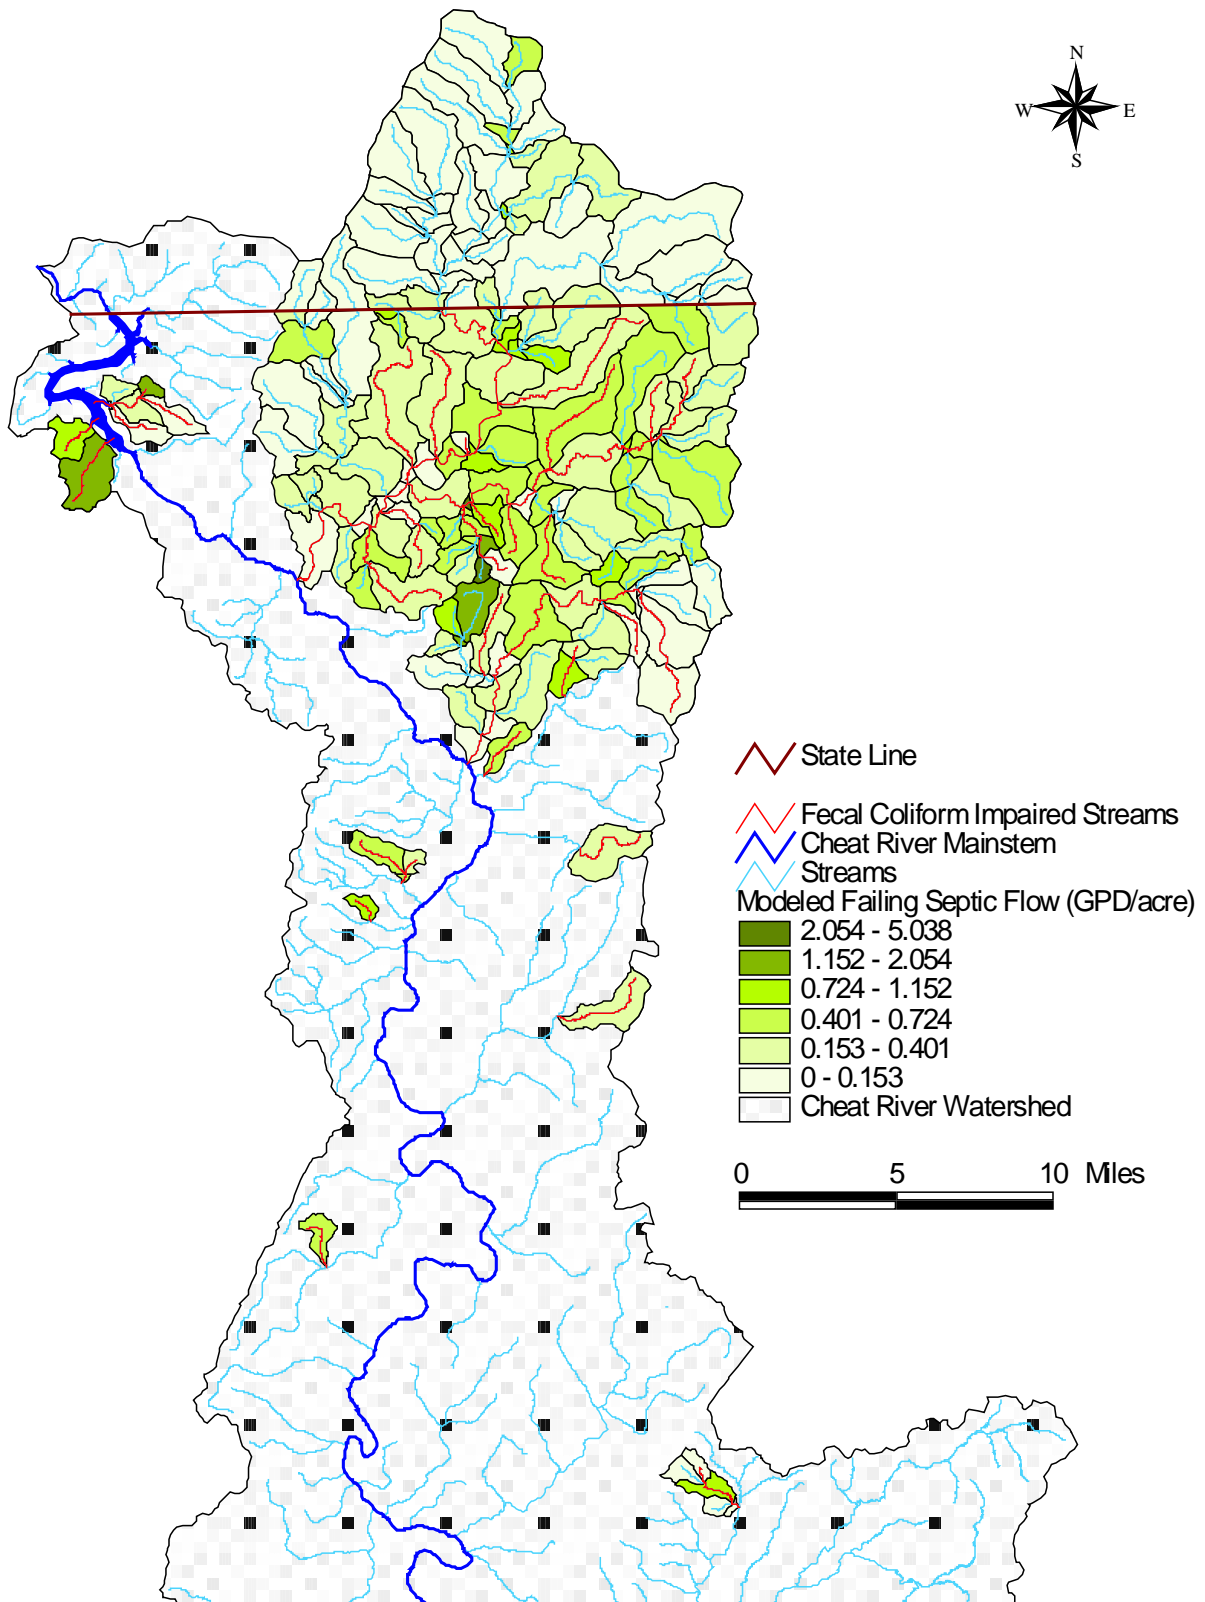 N
W E
S
State Line
Fecal Coliform Impaired Streams
Cheat River Mainstem
Streams
Modeled Failing Septic Flow (GPD/acre)
2.054 - 5.038
1.152 - 2.054
0.724 - 1.152
0.401 - 0.724
0.153 - 0.401
0 - 0.153
Cheat River Watershed
0 5 10 Miles